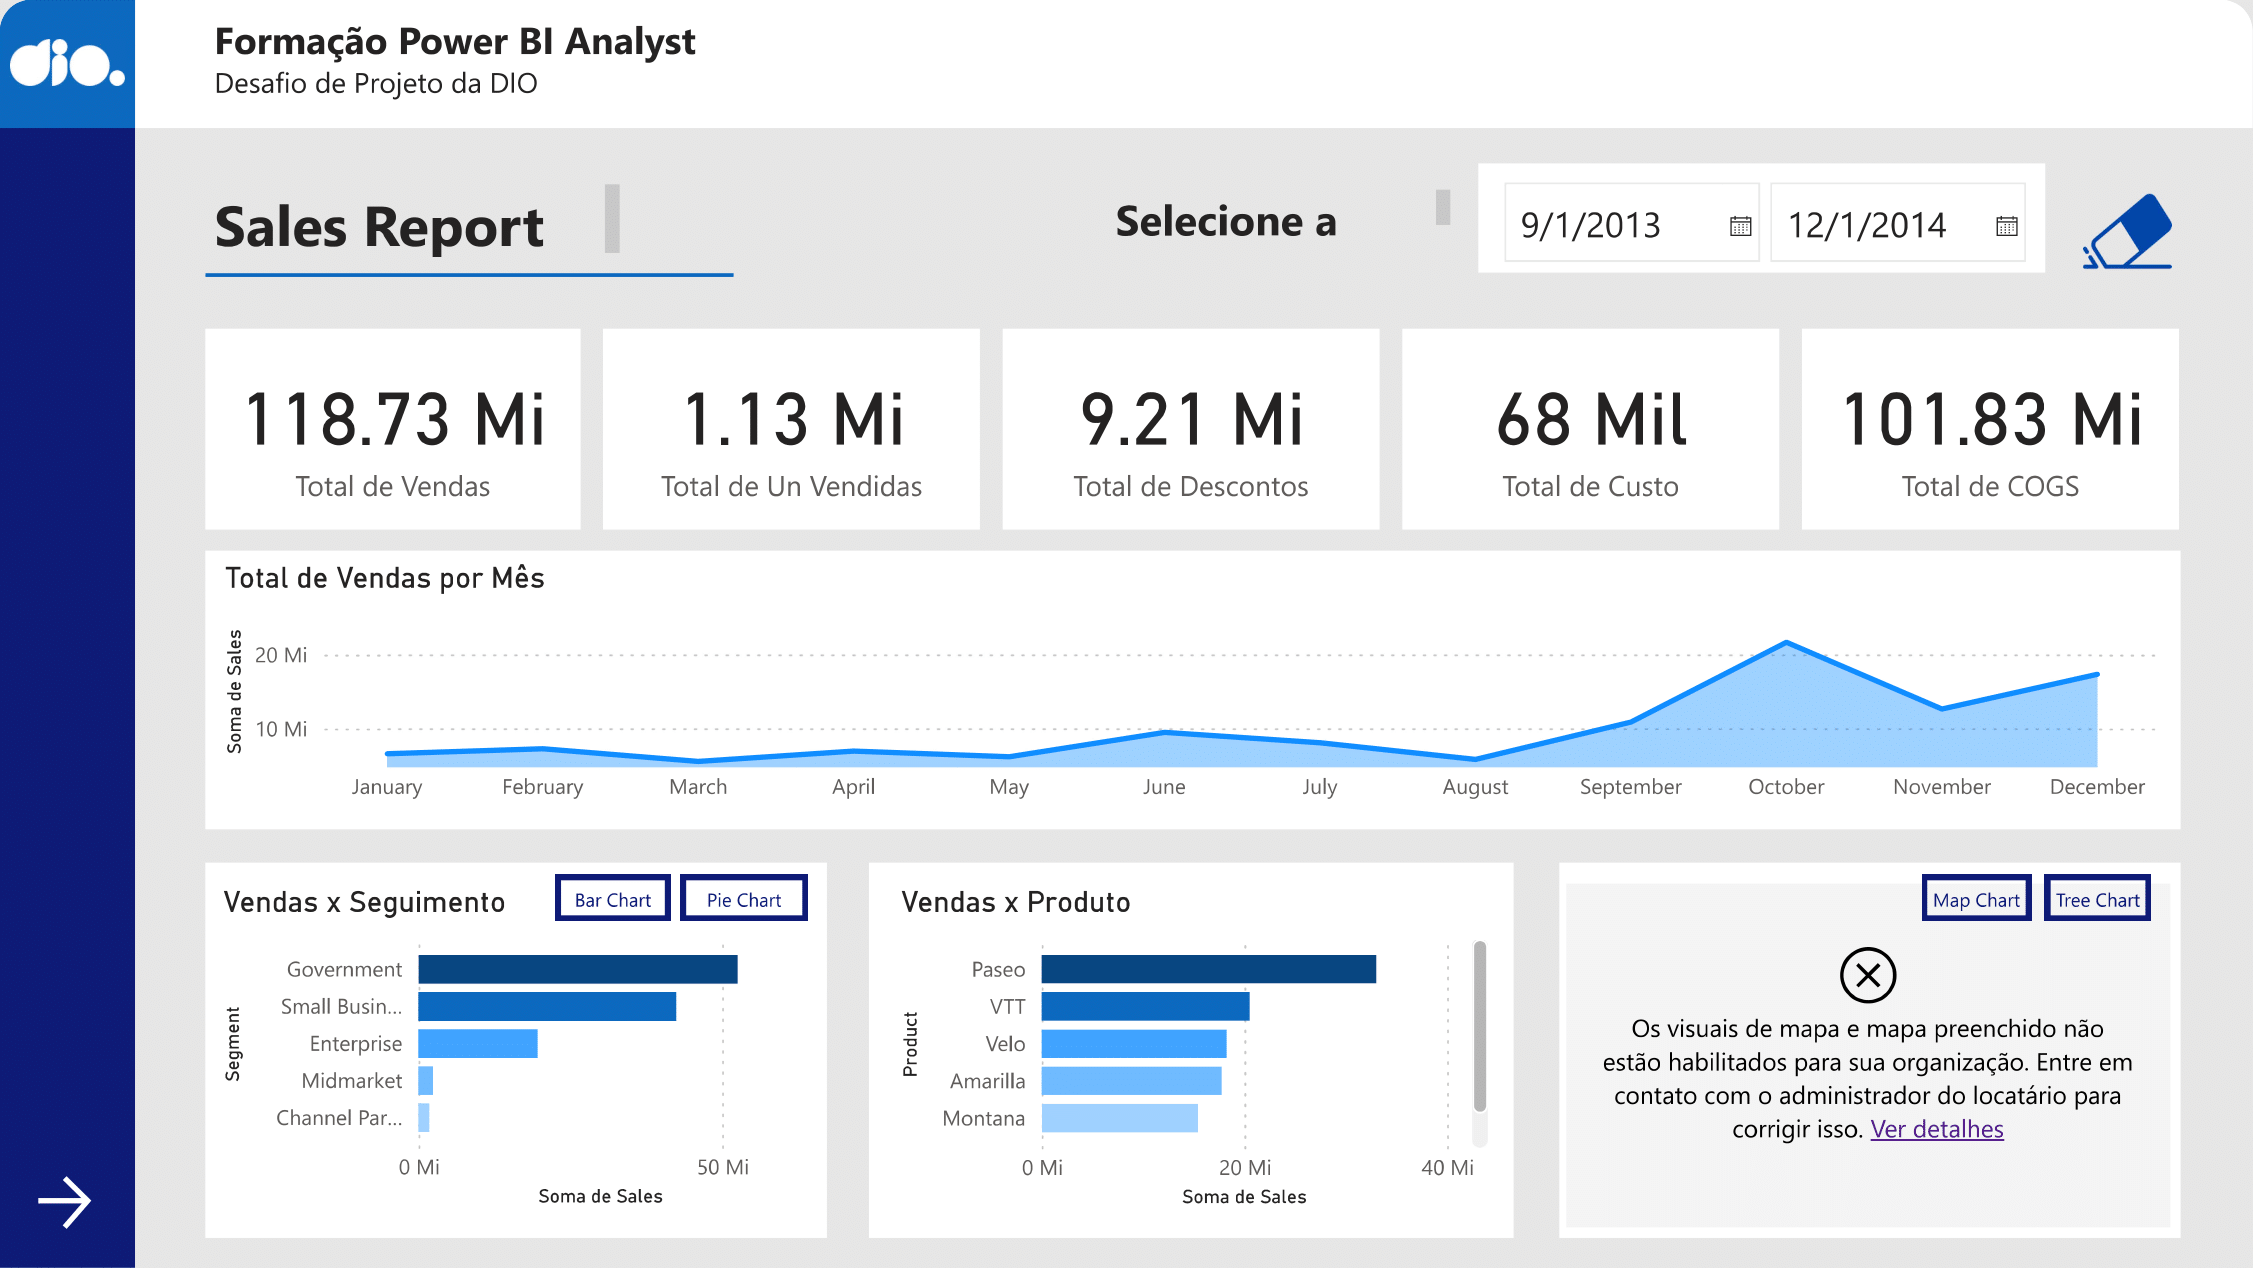 dio.
Formação Power BI Analyst
Desafio de Projeto da DIO
Sales Report
Selecione a
9/1/2013
12/1/2014
118.73 Mi
Total de Vendas
1.13 Mi
Total de Un Vendidas
9.21 Mi
Total de Descontos
68 Mil
Total de Custo
101.83 Mi
Total de COGS
Total de Vendas por Mês
Soma de Sales
20 Mi
10 Mi
January February March April May June July August September October November December
Vendas x Seguimento
Bar Chart
Pie Chart
Segment
Government
Small Busin...
Enterprise
Midmarket
Channel Par...
0 Mi 50 Mi
Soma de Sales
Vendas x Produto
Product
Paseo
VTT
Velo
Amarilla
Montana
0 Mi 20 Mi 40 Mi
Soma de Sales
Map Chart
Tree Chart
Os visuais de mapa e mapa preenchido não
estão habilitados para sua organização. Entre em
contato com o administrador do locatário para
corrigir isso. Ver detalhes